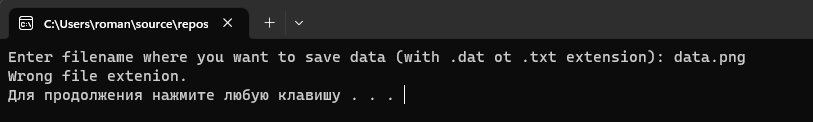 C:\Users\roman\source\repos
Enter filename where you want to save data (with .dat ot .txt extension): data.png
Wrong file extenion.
Для продолжения нажмите любую клавишу . . .